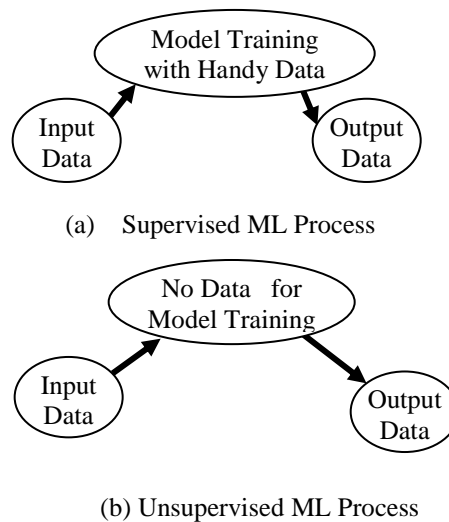 Model Training
with Handy Data
Input
Data
Output
Data
(a) Supervised ML Process
No Data for
Model Training
Input
Data
Output
Data
(b) Unsupervised ML Process